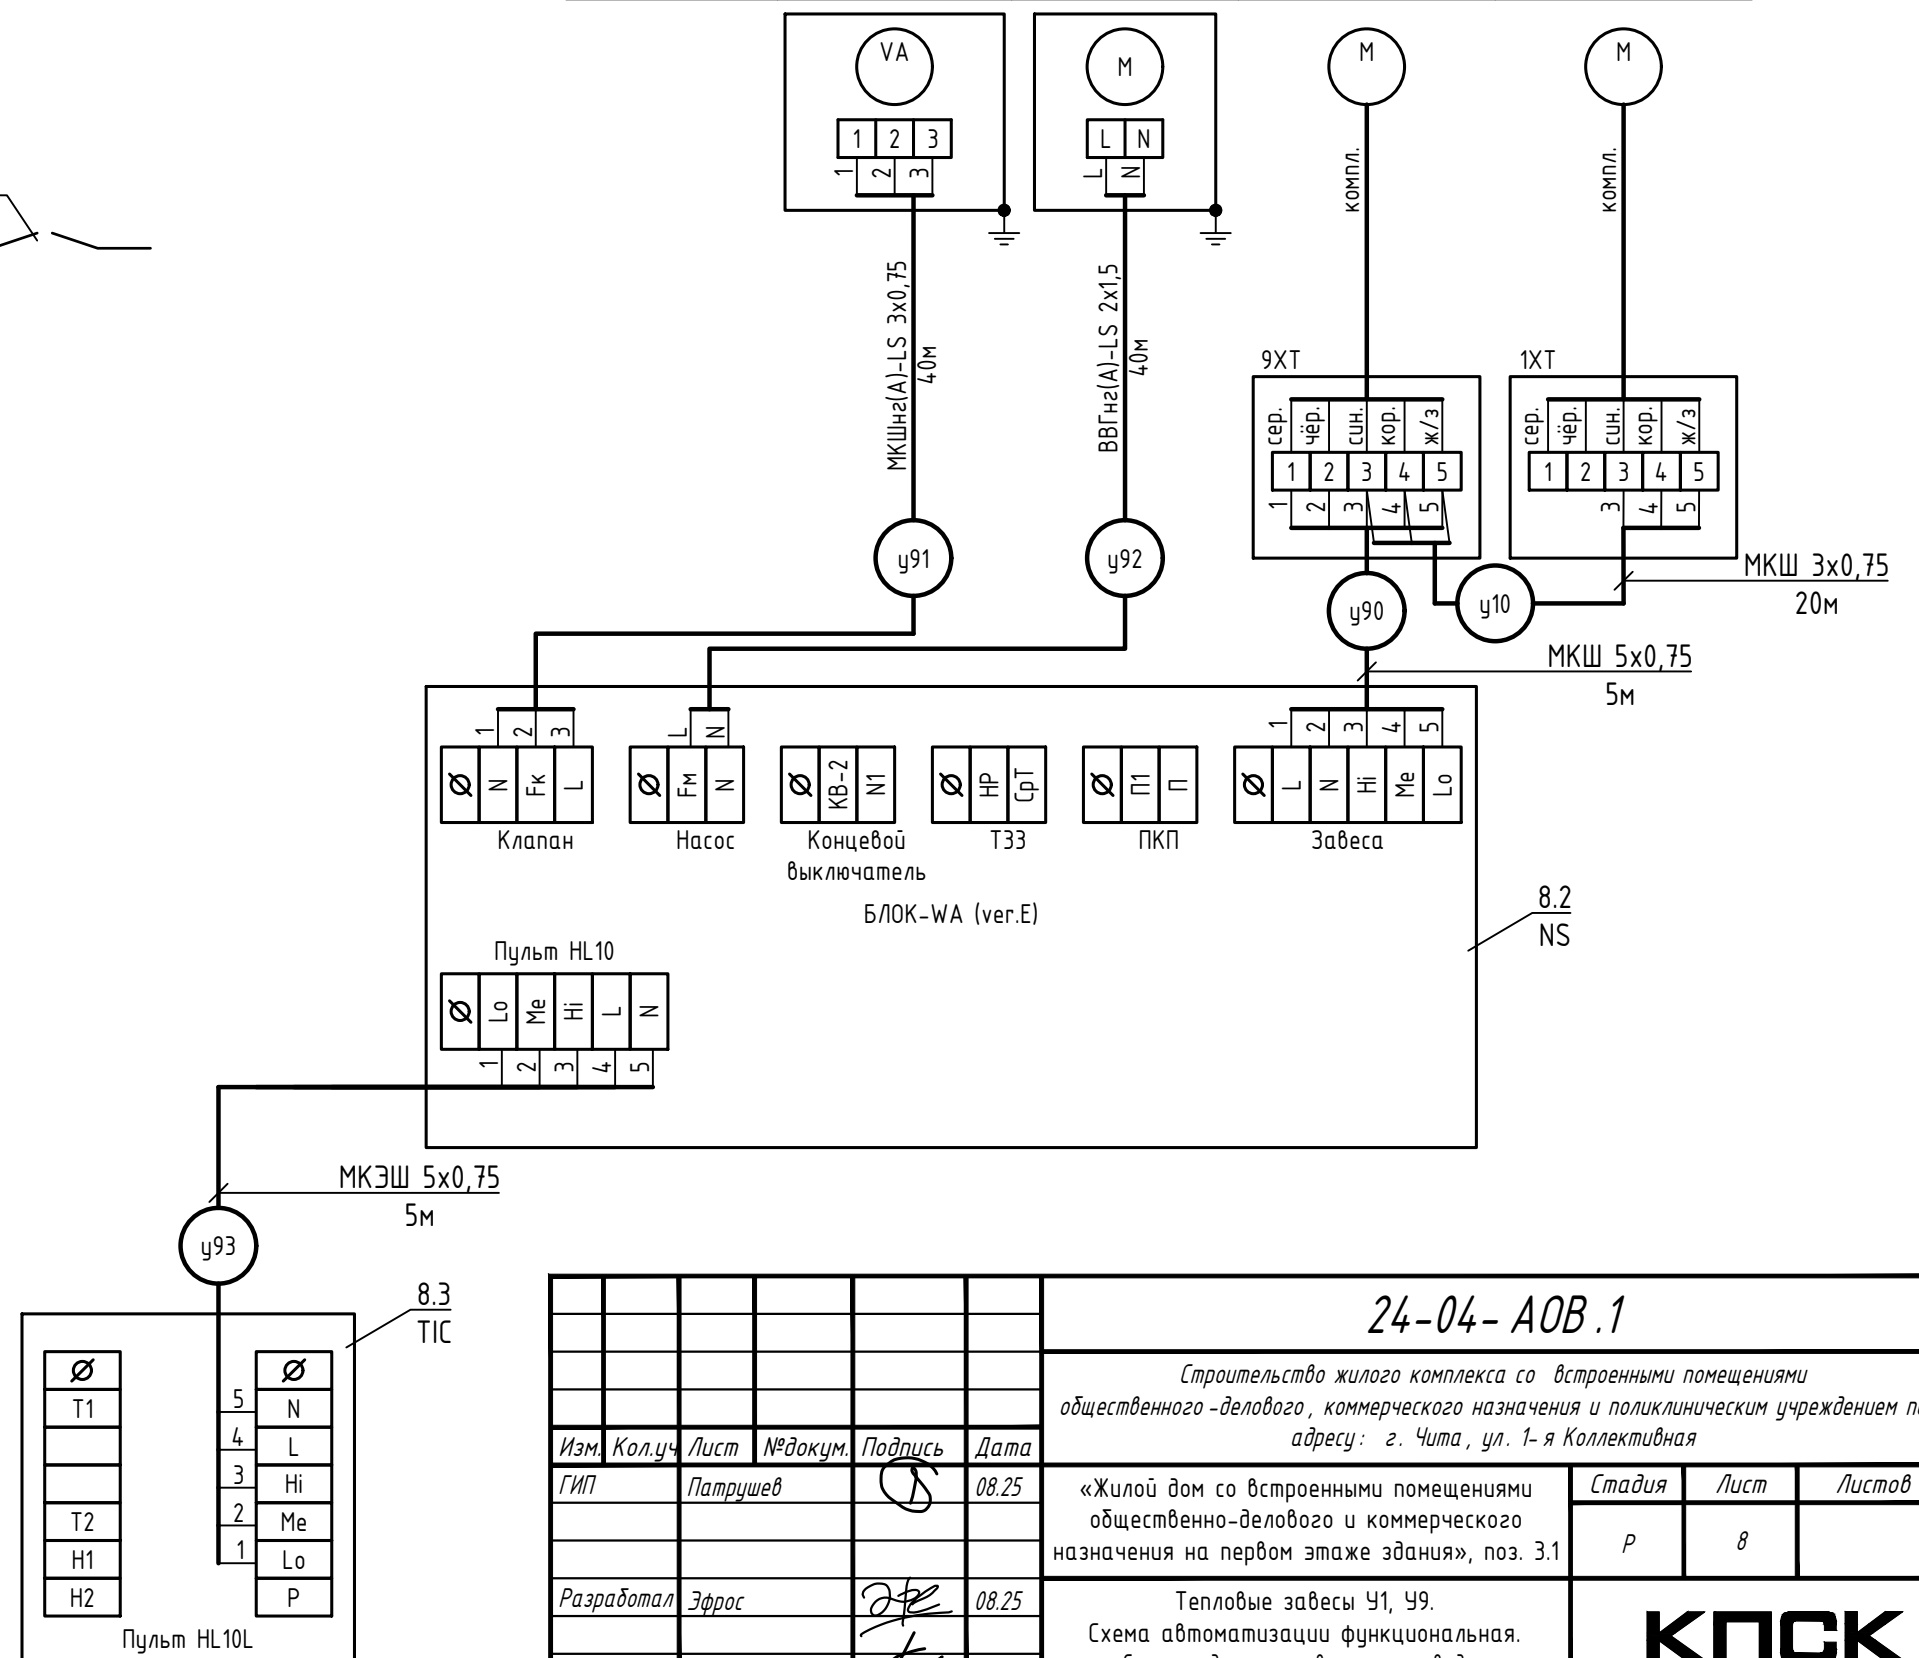 VA
M
M
M
1 2 3
L N
1 2 3
L N
компл.
компл.
МКШнг(А)-LS 3x0,75
40м
ВВГнг(А)-LS 2x1,5
40м
9XT
1XT
сер. чёр. син. кор. ж/з
сер. чёр. син. кор. ж/з
1 2 3 4 5
1 2 3 4 5
1 2 3 4 5
3 4 5
у91
у92
у90
у10
МКШ 3x0,75
20м
МКШ 5x0,75
5м
1 2 3
L N
1 2 3 4 5
Ø N Fк L
Ø Fм N
Ø КВ-2 N1
Ø НР СрТ
Ø П1 П
Ø L N Hi Me Lo
Клапан
Насос
Концевой
выключатель
ТЗЗ
ПКП
Завеса
БЛОК-WA (ver.E)
8.2
NS
Пульт HL10
Ø Lo Me Hi L N
1 2 3 4 5
МКЭШ 5x0,75
5м
у93
8.3
TIC
Ø
T1
T2
H1
H2
5
4
3
2
1
Ø
N
L
Hi
Me
Lo
P
Пульт HL10L
24-04- АОВ.1
Строительство жилого комплекса со встроенными помещениями
общественного-делового, коммерческого назначения и поликлиническим учреждением
адресу: г. Чита, ул. 1-я Коллективная
Изм. Кол.уч Лист №докум. Подпись Дата
ГИП Патрушев 08.25
«Жилой дом со встроенными помещениями
общественно-делового и коммерческого
назначения на первом этаже здания», поз. 3.1
Стадия Лист Листов
Р 8
Разработал Эфрос 08.25
Тепловые завесы У1, У9.
Схема автоматизации функциональная.
КПСК